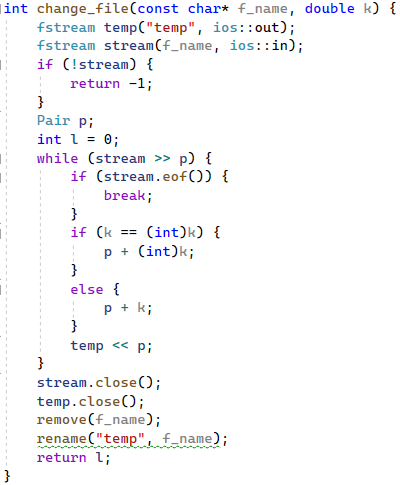 int change_file(const char* f_name, double k) {
    fstream temp("temp", ios::out);
    fstream stream(f_name, ios::in);
    if (!stream) {
        return -1;
    }
    Pair p;
    int l = 0;
    while (stream >> p) {
        if (stream.eof()) {
            break;
        }
        if (k == (int)k) {
            p + (int)k;
        }
        else {
            p + k;
        }
        temp << p;
    }
    stream.close();
    temp.close();
    remove(f_name);
    rename("temp", f_name);
    return l;
}